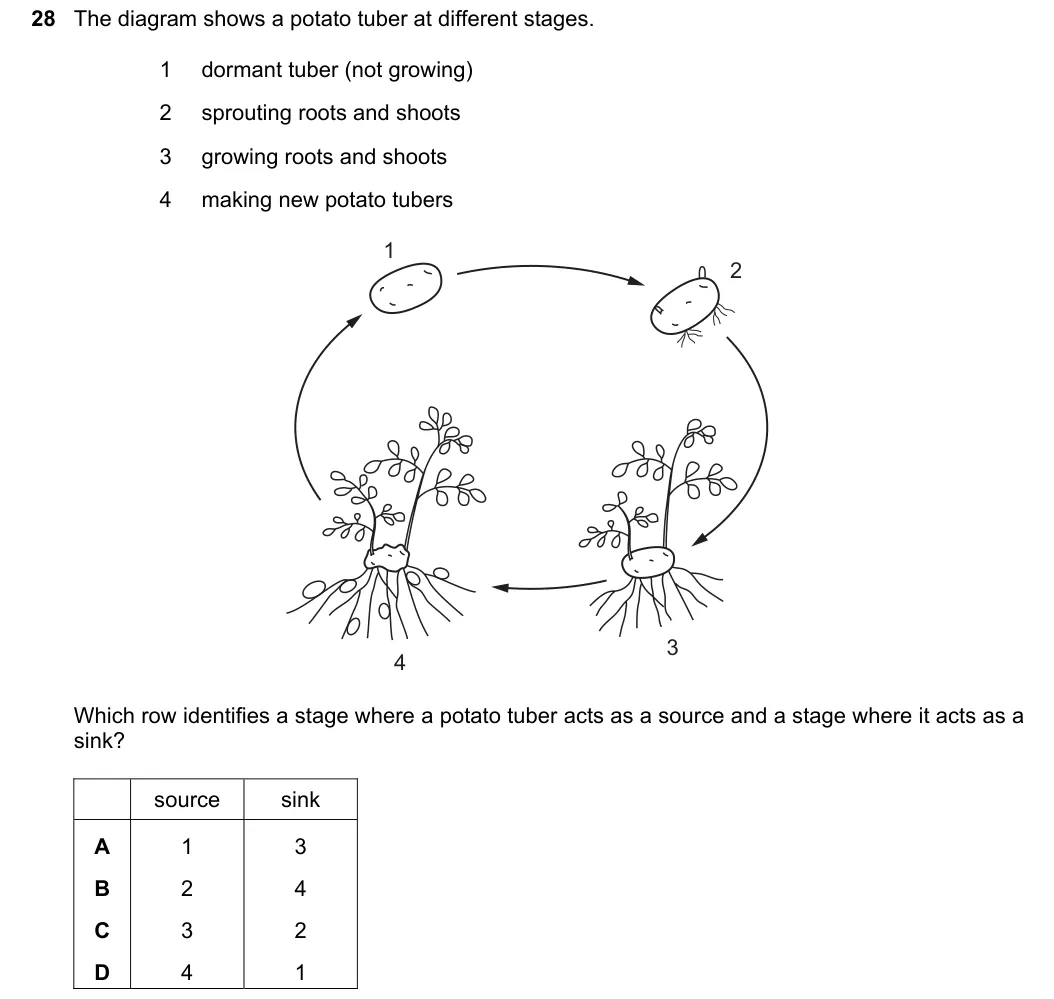 28 The diagram shows a potato tuber at different stages.
1 dormant tuber (not growing)
2 sprouting roots and shoots
3 growing roots and shoots
4 making new potato tubers
1
2
4
3
Which row identifies a stage where a potato tuber acts as a source and a stage where it acts as a
sink?
source sink
A 1 3
B 2 4
C 3 2
D 4 1